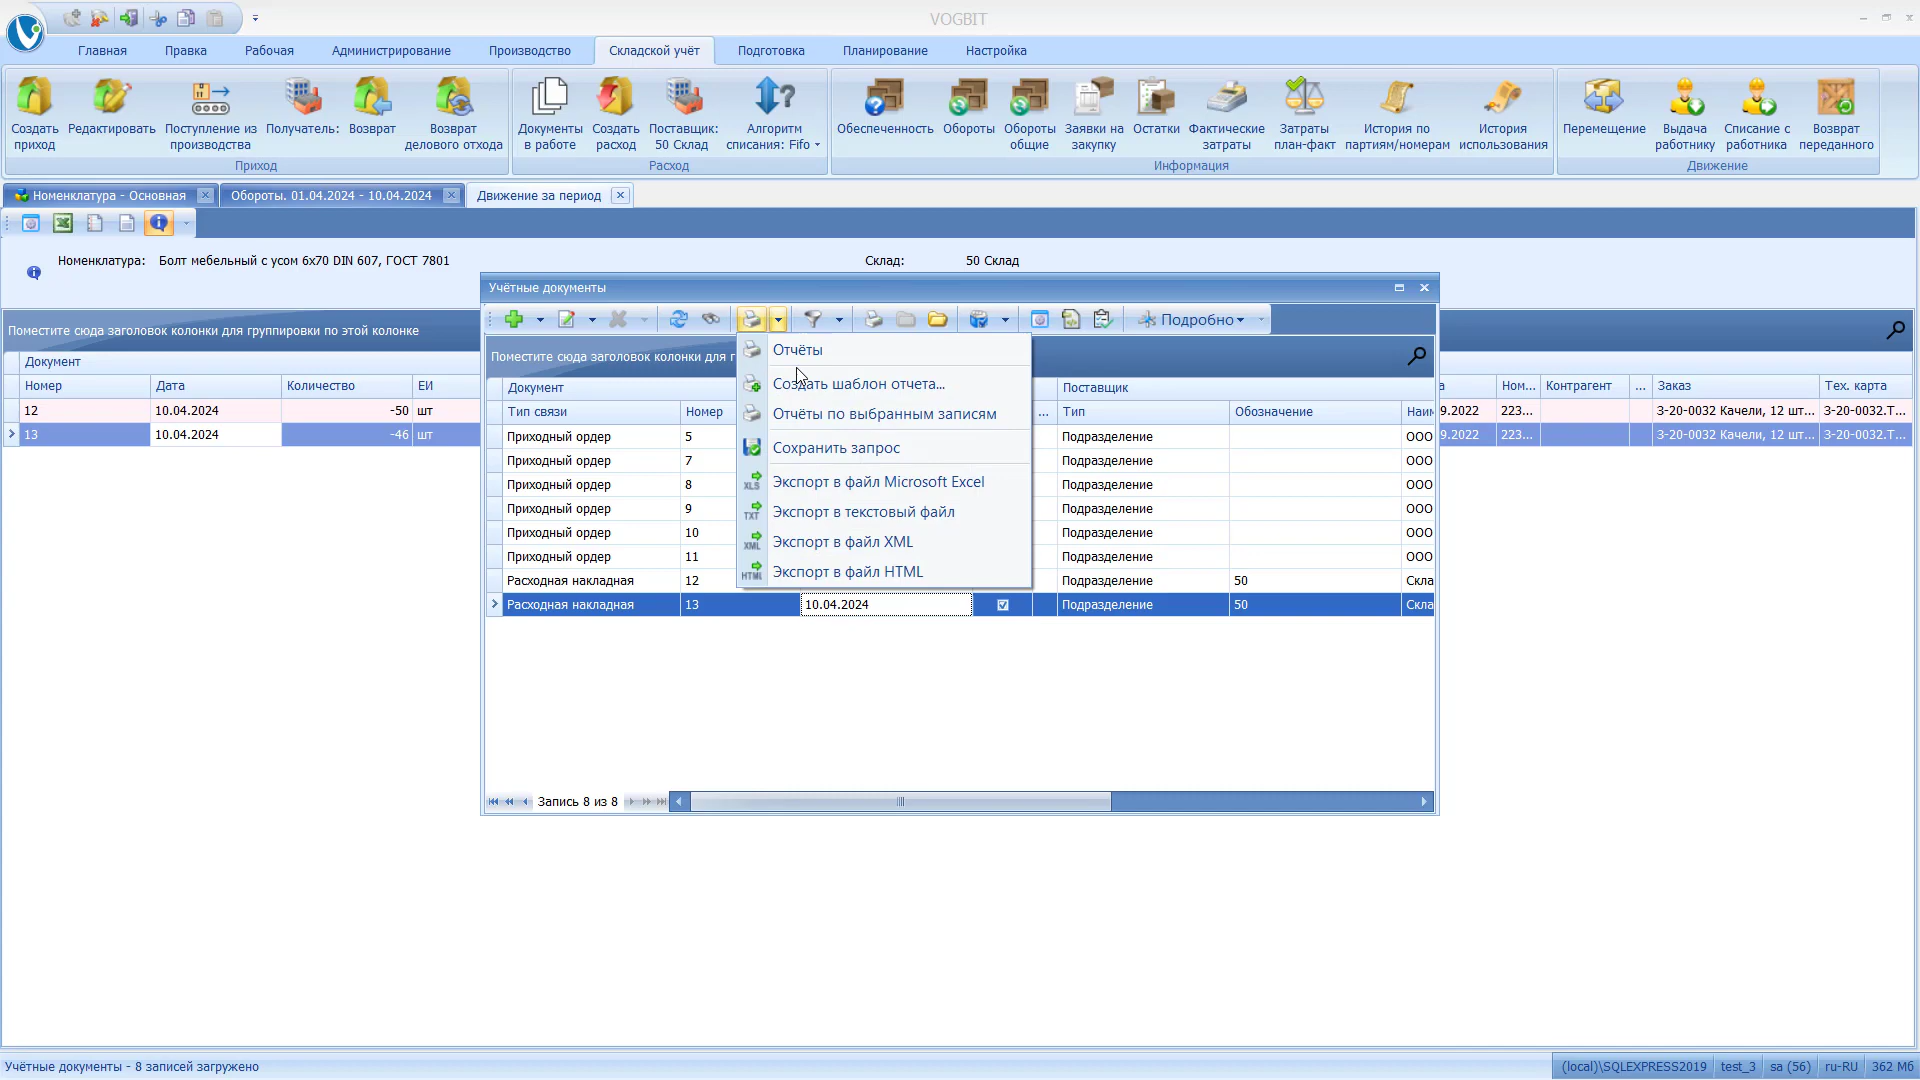 VOGBIT
Главная Правка Рабочая Администрирование Производство Складской учёт Подготовка Планирование Настройка
Создать приход
Редактировать
Поступление из производства
Получатель:
Возврат
Возврат делового отхода
Документы в работе
Создать расход
Поставщик: 50 Склад
Алгоритм списания: Fifo
Обеспеченность
Обороты
Обороты общие
Заявки на закупку
Остатки
Фактические затраты
Затраты план-факт
История по партиям/номерам
История использования
Перемещение
Выдача работнику
Списание с работника
Возврат переданного
Приход Расход Информация Движение
Номенклатура - Основная Обороты. 01.04.2024 - 10.04.2024 Движение за период
Номенклатура: Болт мебельный с усом 6x70 DIN 607, ГОСТ 7801 Склад: 50 Склад
Поместите сюда заголовок колонки для группировки по этой колонке
Документ
Номер Дата Количество ЕИ
12 10.04.2024 -50 шт
13 10.04.2024 -46 шт
Учётные документы
Подробно
Поместите сюда заголовок колонки для г
Документ Поставщик
Тип связи Номер ... Тип Обозначение Наим
Приходный ордер 5 Подразделение ООО
Приходный ордер 7 Подразделение ООО
Приходный ордер 8 Подразделение ООО
Приходный ордер 9 Подразделение ООО
Приходный ордер 10 Подразделение ООО
Приходный ордер 11 Подразделение ООО
Расходная накладная 12 Подразделение 50 Скла
Расходная накладная 13 10.04.2024 Подразделение 50 Скла
Отчёты
Создать шаблон отчета...
Отчёты по выбранным записям
Сохранить запрос
XLS Экспорт в файл Microsoft Excel
TXT Экспорт в текстовый файл
XML Экспорт в файл XML
HTML Экспорт в файл HTML
Запись 8 из 8
а Ном... Контрагент ... Заказ Тех. карта
9.2022 223... З-20-0032 Качели, 12 шт... З-20-0032.Т...
9.2022 223... З-20-0032 Качели, 12 шт... З-20-0032.Т...
Учётные документы - 8 записей загружено
(local)\SQLEXPRESS2019 test_3 sa (56) ru-RU 362 Мб